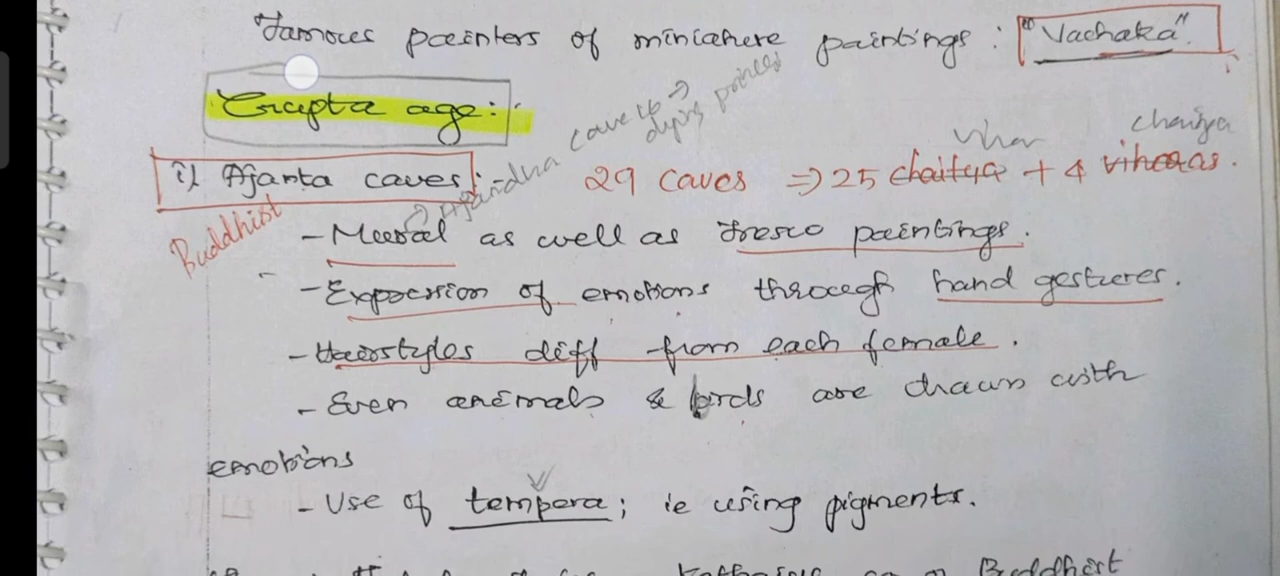 Famous painters of miniature paintings : "Vachaka"
Gupta age :
cave 16 → dying princess
vihar chaitya
i) Ajanta caves :- 29 caves ⇒ 25 chaitya + 4 viharas.
Buddhist
- Mural as well as fresco paintings.
- Expression of emotions through hand gestures.
- Hairstyles diff from each female.
- Even animals & birds are drawn with
emotions
- Use of tempera; ie using pigments.
Buddhist